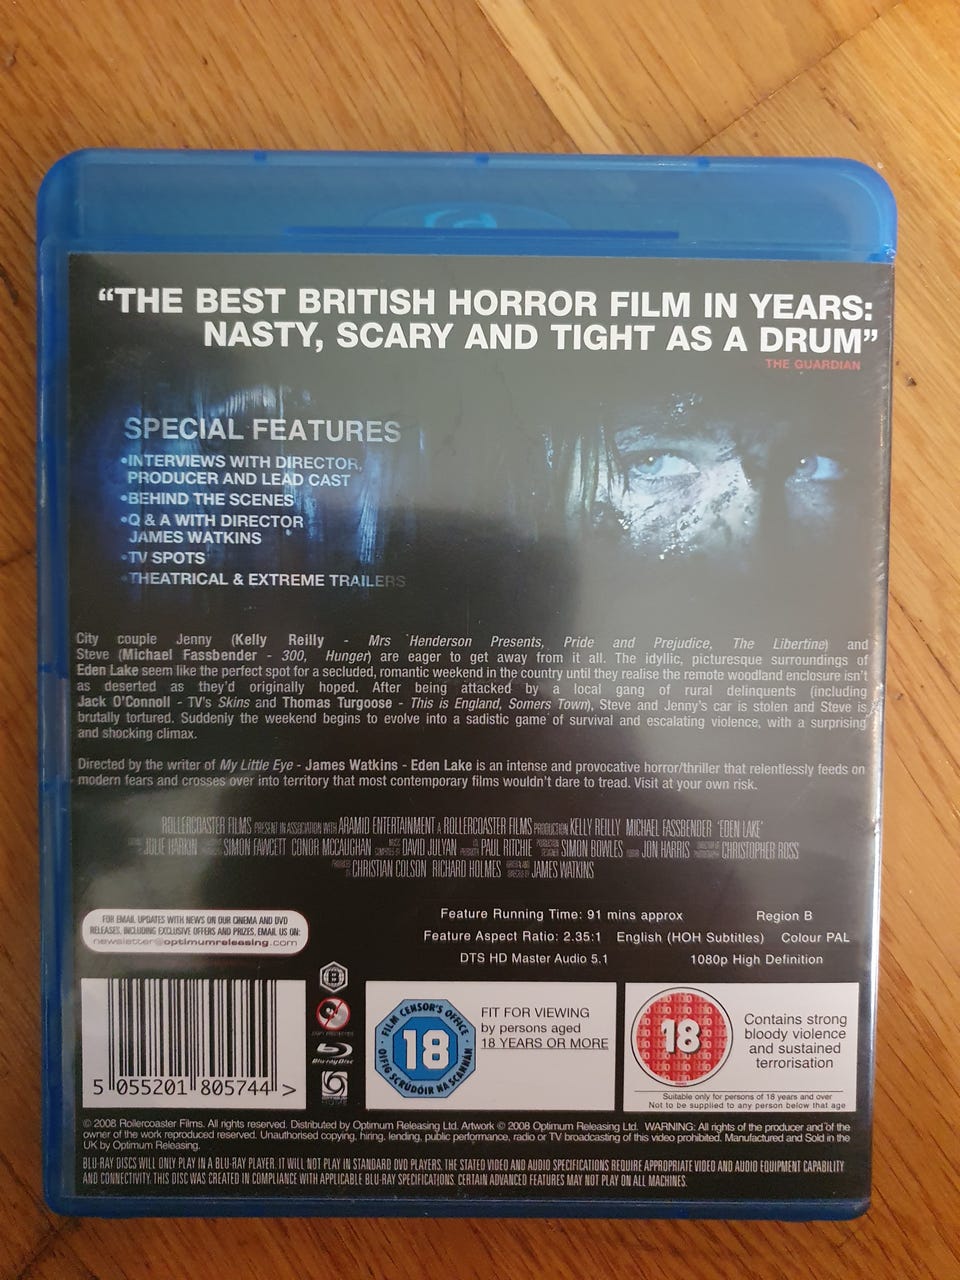 “THE BEST BRITISH HORROR FILM IN YEARS:
NASTY, SCARY AND TIGHT AS A DRUM”
THE GUARDIAN
SPECIAL FEATURES
•INTERVIEWS WITH DIRECTOR,
PRODUCER AND LEAD CAST
•BEHIND THE SCENES
•Q & A WITH DIRECTOR
JAMES WATKINS
•TV SPOTS
•THEATRICAL & EXTREME TRAILERS
City couple Jenny (Kelly Reilly - Mrs Henderson Presents, Pride and Prejudice, The Libertine) and
Steve (Michael Fassbender - 300, Hunger) are eager to get away from it all. The idyllic, picturesque surroundings of
Eden Lake seem like the perfect spot for a secluded, romantic weekend in the country until they realise the remote woodland enclosure isn't
as deserted as they'd originally hoped. After being attacked by a local gang of rural delinquents (including
Jack O'Connoll - TV's Skins and Thomas Turgoose - This is England, Somers Town), Steve and Jenny's car is stolen and Steve is
brutally tortured. Suddenly the weekend begins to evolve into a sadistic game of survival and escalating violence, with a surprising
and shocking climax.
Directed by the writer of My Little Eye - James Watkins - Eden Lake is an intense and provocative horror/thriller that relentlessly feeds on
modern fears and crosses over into territory that most contemporary films wouldn't dare to tread. Visit at your own risk.
ROLLERCOASTER FILMS PRESENT IN ASSOCIATION WITH ARAMID ENTERTAINMENT A ROLLERCOASTER FILMS PRODUCTION KELLY REILLY MICHAEL FASSBENDER 'EDEN LAKE'
JULIE HARKIN SIMON FAWCETT CONOR MCCAUGHAN MUSIC COMPOSED BY DAVID JULYAN PAUL RITCHIE PRODUCTION DESIGNER SIMON BOWLES EDITOR JON HARRIS DIRECTOR OF PHOTOGRAPHY CHRISTOPHER ROSS
PRODUCED BY CHRISTIAN COLSON RICHARD HOLMES WRITTEN AND DIRECTED BY JAMES WATKINS
FOR EMAIL UPDATES WITH NEWS ON OUR CINEMA AND DVD
RELEASES, INCLUDING EXCLUSIVE OFFERS AND PRIZES, EMAIL US ON:
newsletter@optimumreleasing.com
Feature Running Time: 91 mins approx Region B
Feature Aspect Ratio: 2.35:1 English (HOH Subtitles) Colour PAL
DTS HD Master Audio 5.1 1080p High Definition
B
COPY PROTECTED
Blu-ray Disc
HOME
5 055201 805744 >
FILM CENSOR'S OFFICE
18
OIFIG SCRÚDÓIR NA SCANNÁN
FIT FOR VIEWING
by persons aged
18 YEARS OR MORE
18
Contains strong
bloody violence
and sustained
terrorisation
Suitable only for persons of 18 years and over
Not to be supplied to any person below that age
© 2008 Rollercoaster Films. All rights reserved. Distributed by Optimum Releasing Ltd. Artwork © 2008 Optimum Releasing Ltd. WARNING: All rights of the producer and of the
owner of the work reproduced reserved. Unauthorised copying, hiring, lending, public performance, radio or TV broadcasting of this video prohibited. Manufactured and Sold in the
UK by Optimum Releasing.
BLU-RAY DISCS WILL ONLY PLAY IN A BLU-RAY PLAYER. IT WILL NOT PLAY IN STANDARD DVD PLAYERS. THE STATED VIDEO AND AUDIO SPECIFICATIONS REQUIRE APPROPRIATE VIDEO AND AUDIO EQUIPMENT CAPABILITY
AND CONNECTIVITY. THIS DISC WAS CREATED IN COMPLIANCE WITH APPLICABLE BLU-RAY SPECIFICATIONS. CERTAIN ADVANCED FEATURES MAY NOT PLAY ON ALL MACHINES.